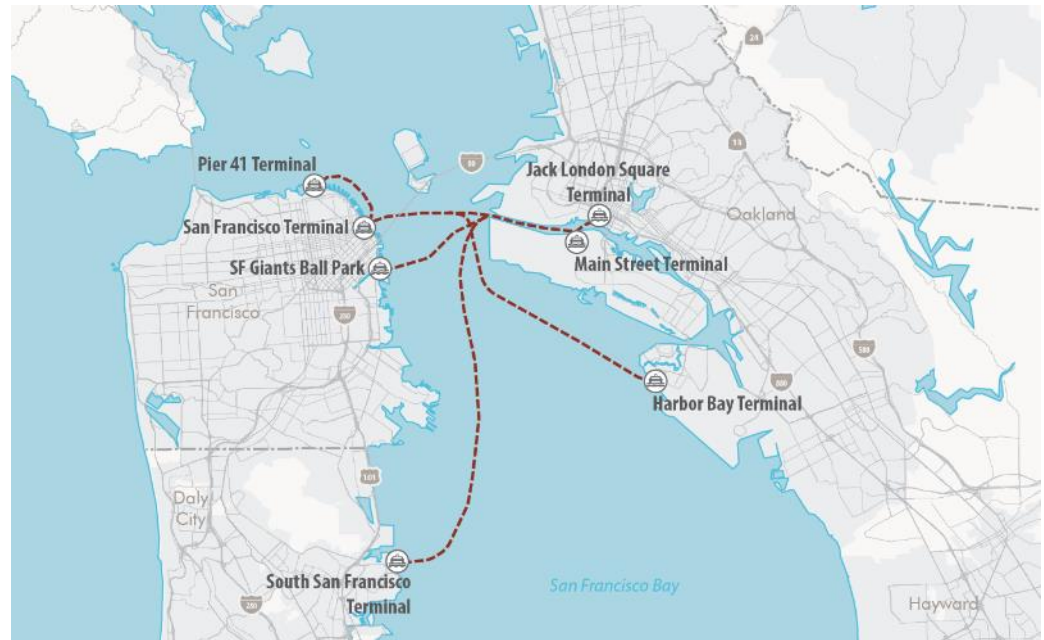 24
13
80
Pier 41 Terminal
Jack London Square
Terminal
Oakland
San Francisco Terminal
Main Street Terminal
SF Giants Ball Park
San
Francisco
280
580
880
Harbor Bay Terminal
101
Daly
City
South San Francisco
Terminal
San Francisco Bay
280
Hayward